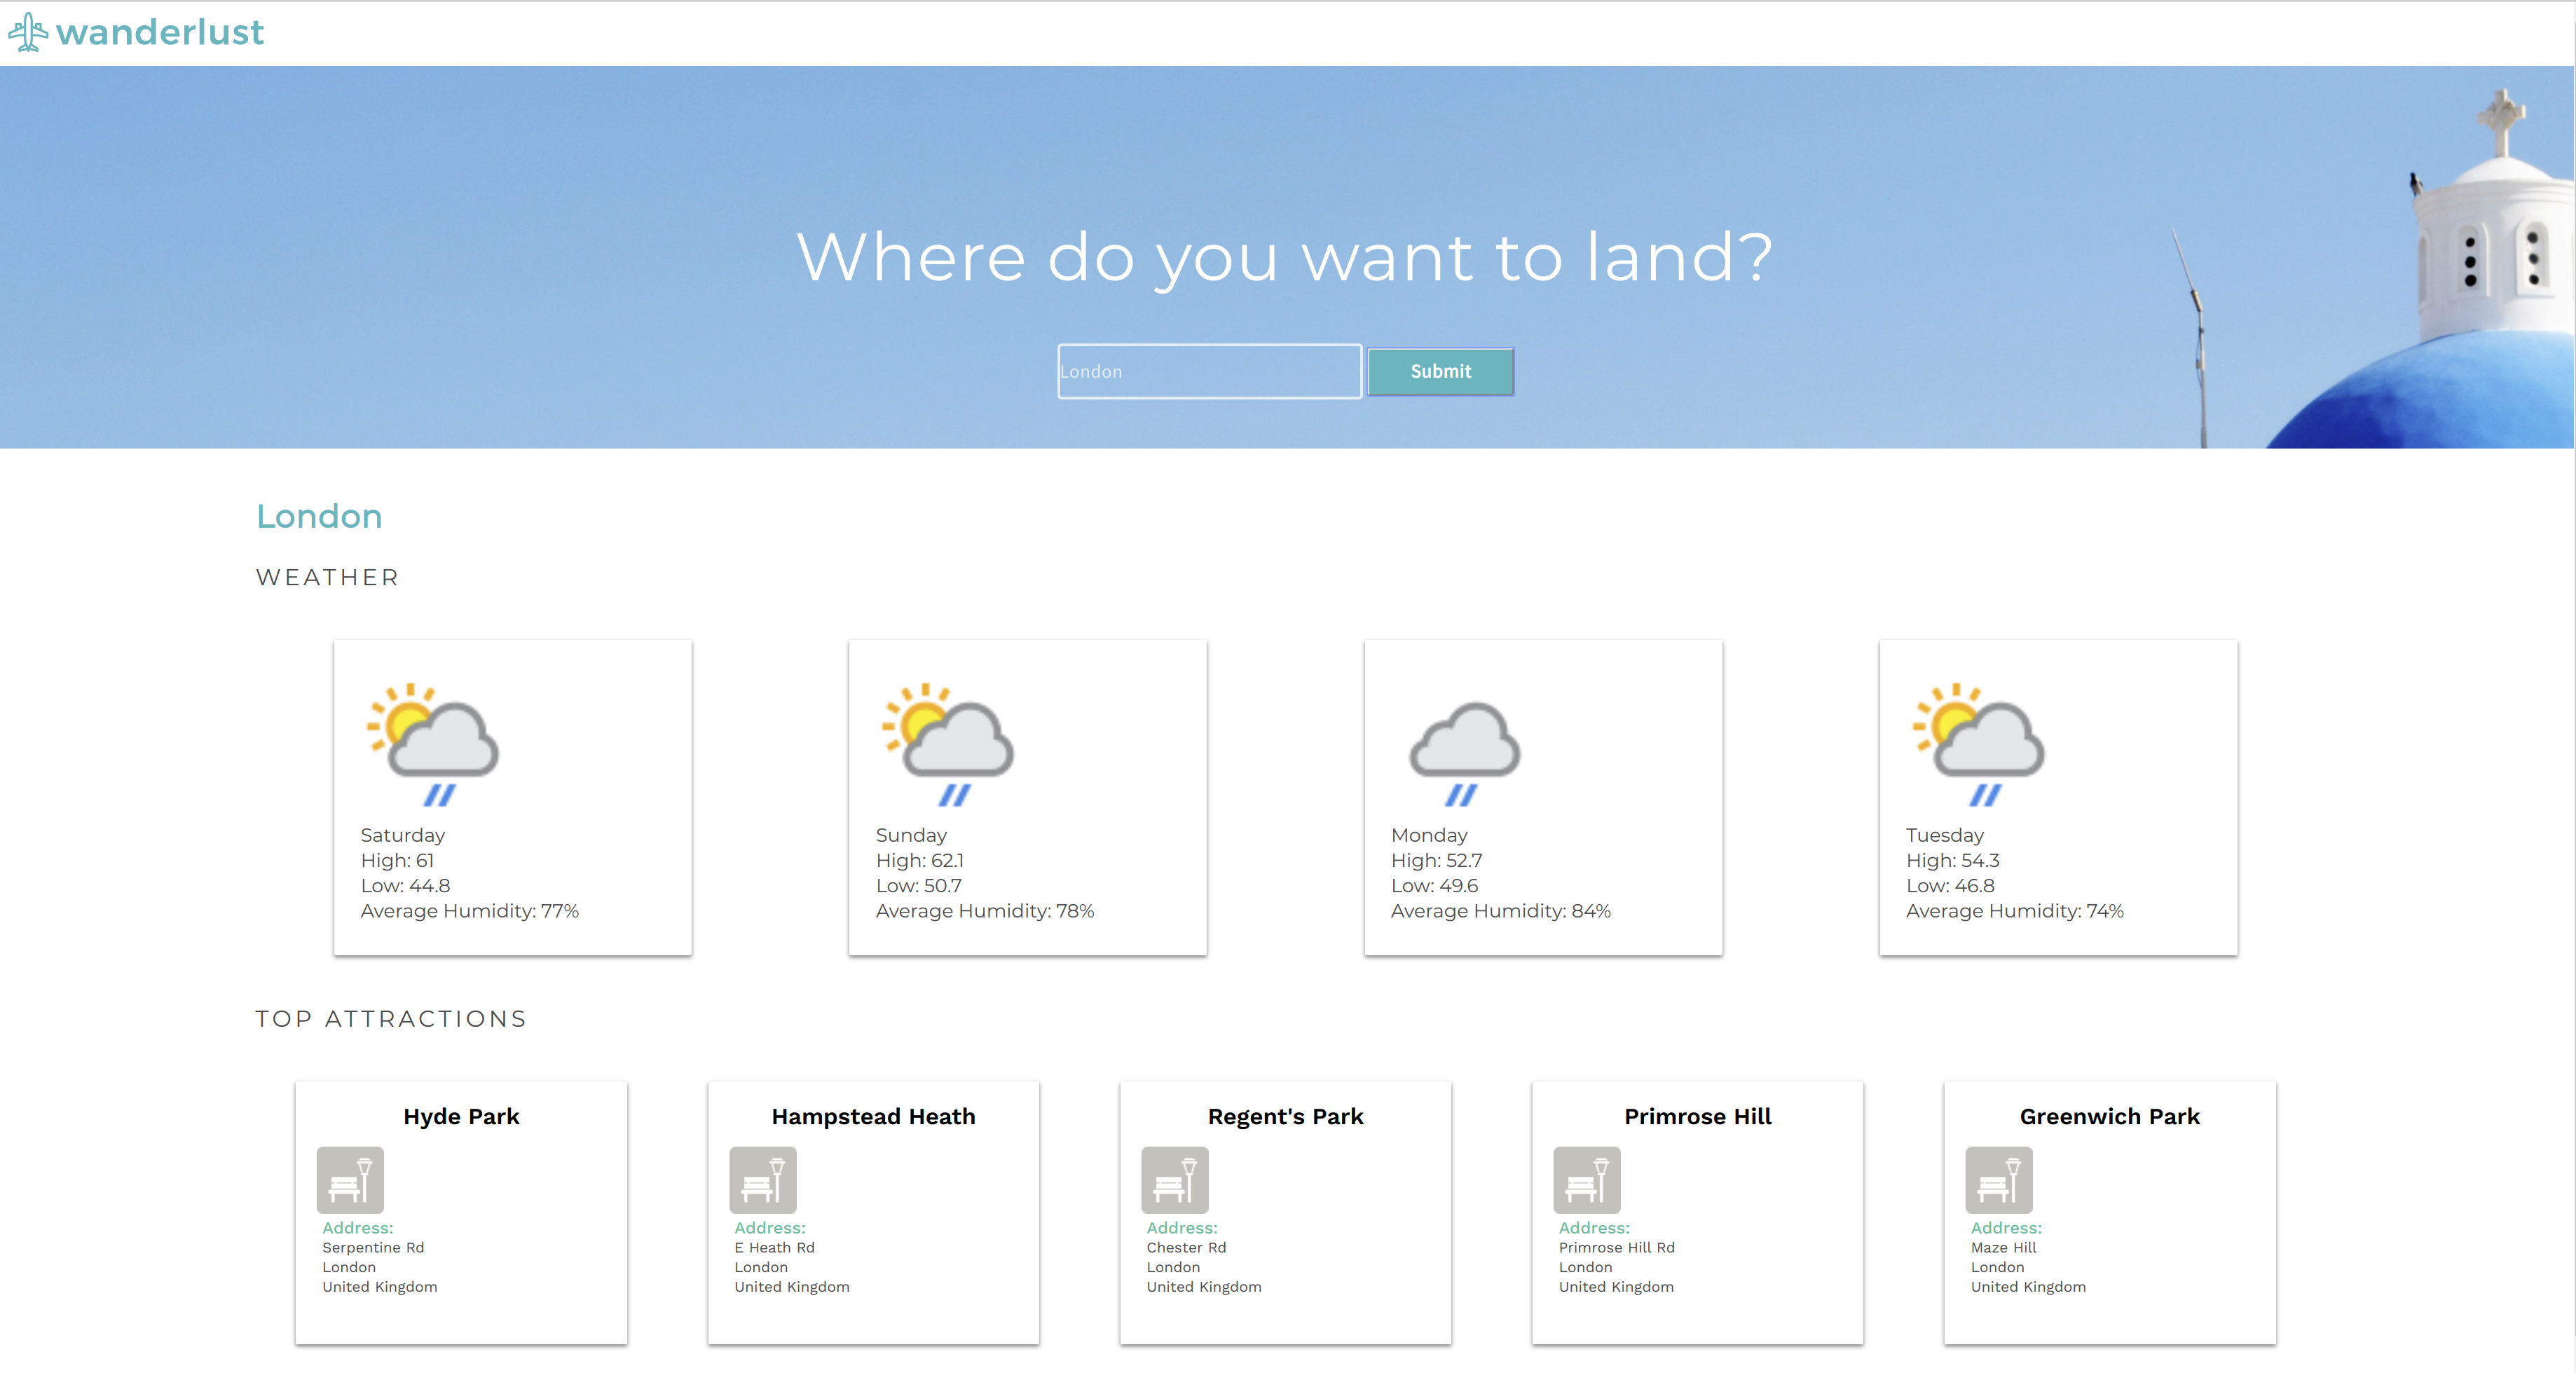 wanderlust
Where do you want to land?
London
Submit
London
WEATHER
Saturday
High: 61
Low: 44.8
Average Humidity: 77%
Sunday
High: 62.1
Low: 50.7
Average Humidity: 78%
Monday
High: 52.7
Low: 49.6
Average Humidity: 84%
Tuesday
High: 54.3
Low: 46.8
Average Humidity: 74%
TOP ATTRACTIONS
Hyde Park
Address:
Serpentine Rd
London
United Kingdom
Hampstead Heath
Address:
E Heath Rd
London
United Kingdom
Regent's Park
Address:
Chester Rd
London
United Kingdom
Primrose Hill
Address:
Primrose Hill Rd
London
United Kingdom
Greenwich Park
Address:
Maze Hill
London
United Kingdom